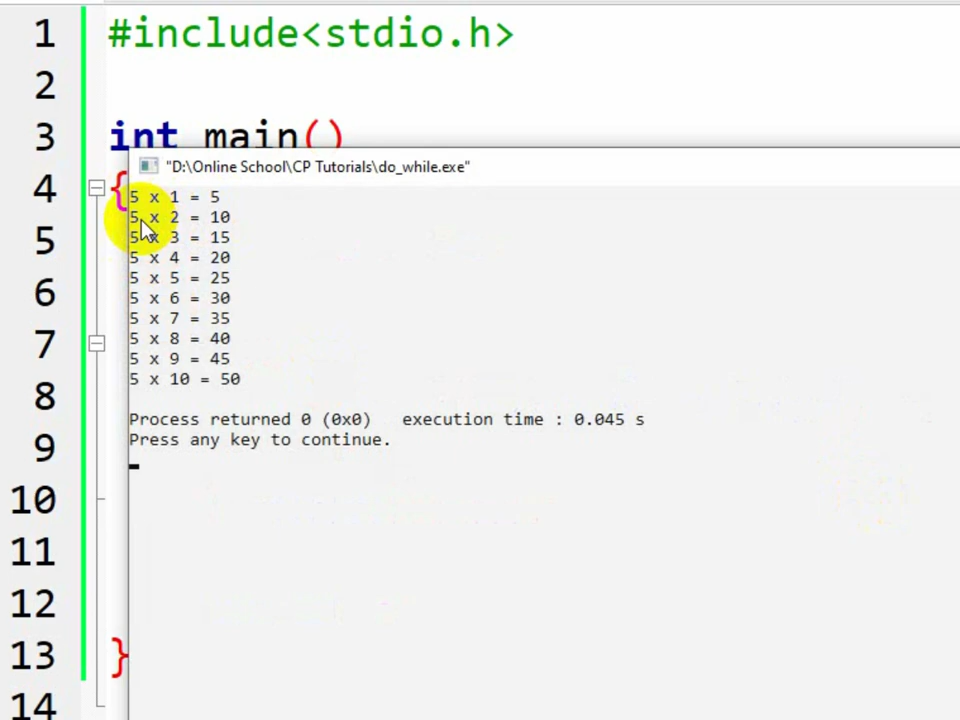 1 #include<stdio.h>
2
3 int main()
4 {
5
6
7
8
9
10
11
12
13 }
14
"D:\Online School\CP Tutorials\do_while.exe"
5 x 1 = 5
5 x 2 = 10
5 x 3 = 15
5 x 4 = 20
5 x 5 = 25
5 x 6 = 30
5 x 7 = 35
5 x 8 = 40
5 x 9 = 45
5 x 10 = 50
Process returned 0 (0x0)   execution time : 0.045 s
Press any key to continue.